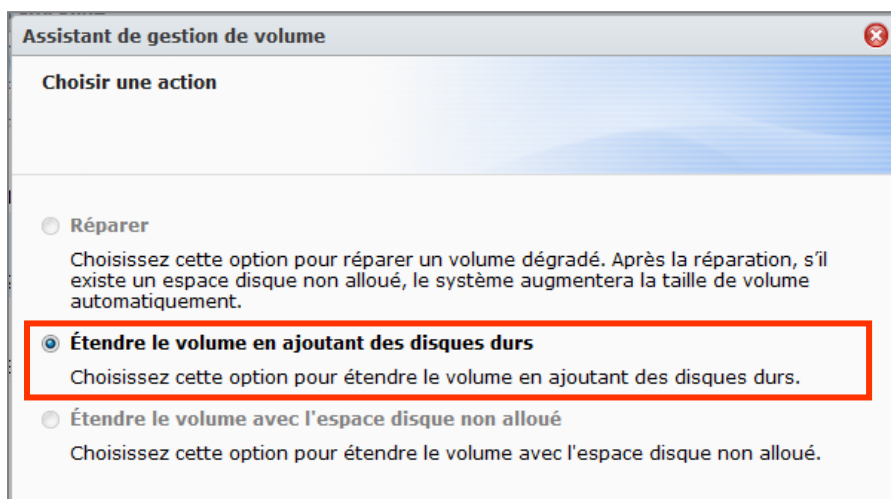 Assistant de gestion de volume
Choisir une action
Réparer
Choisissez cette option pour réparer un volume dégradé. Après la réparation, s'il
existe un espace disque non alloué, le système augmentera la taille de volume
automatiquement.
Étendre le volume en ajoutant des disques durs
Choisissez cette option pour étendre le volume en ajoutant des disques durs.
Étendre le volume avec l'espace disque non alloué
Choisissez cette option pour étendre le volume avec l'espace disque non alloué.